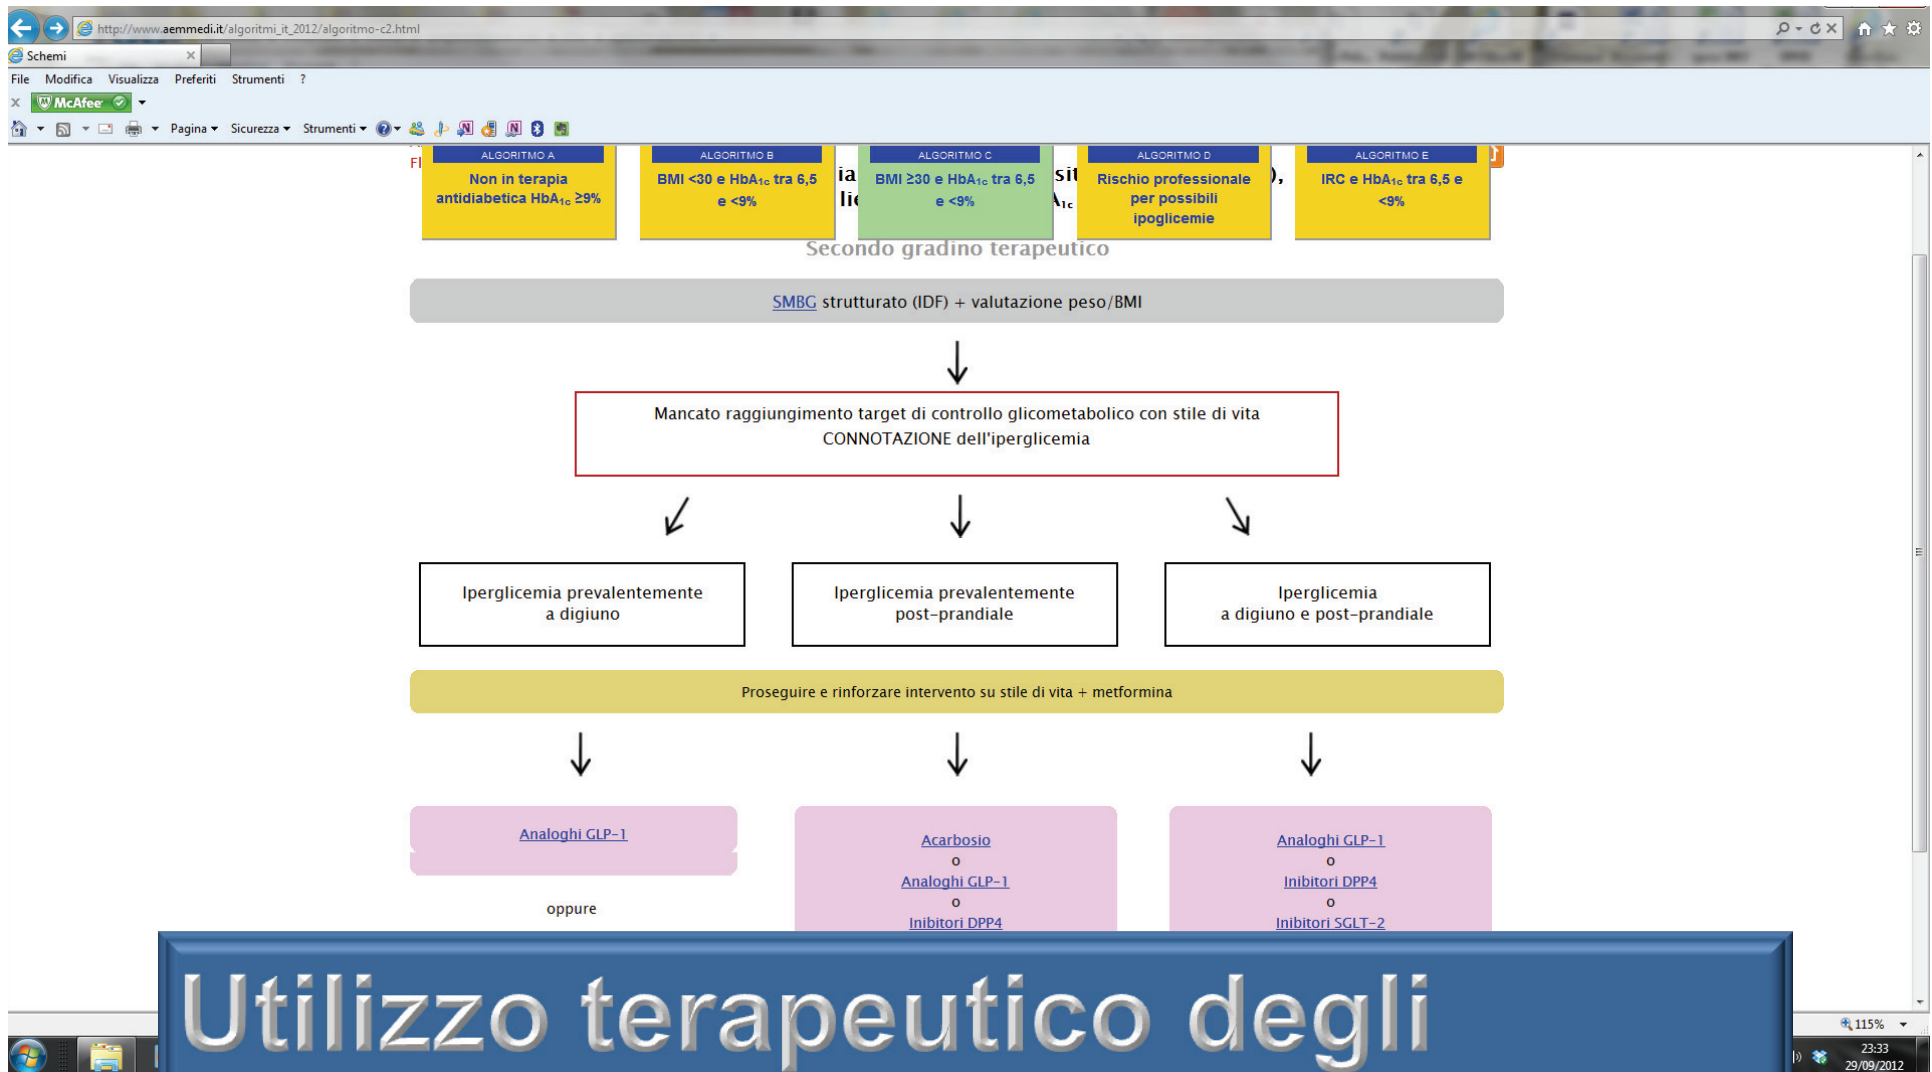 http://www.aemmedi.it/algoritmi_it_2012/algoritmo-c2.html
Schemi
File Modifica Visualizza Preferiti Strumenti ?
x McAfee
Pagina Sicurezza Strumenti
ALGORITMO A
Non in terapia
antidiabetica HbA1c ≥9%
ALGORITMO B
BMI <30 e HbA1c tra 6,5
e <9%
ALGORITMO C
BMI ≥30 e HbA1c tra 6,5
e <9%
ALGORITMO D
Rischio professionale
per possibili
ipoglicemie
ALGORITMO E
IRC e HbA1c tra 6,5 e
<9%
Secondo gradino terapeutico
SMBG strutturato (IDF) + valutazione peso/BMI
Mancato raggiungimento target di controllo glicometabolico con stile di vita
CONNOTAZIONE dell'iperglicemia
Iperglicemia prevalentemente
a digiuno
Iperglicemia prevalentemente
post-prandiale
Iperglicemia
a digiuno e post-prandiale
Proseguire e rinforzare intervento su stile di vita + metformina
Analoghi GLP-1
oppure
Acarbosio
o
Analoghi GLP-1
o
Inibitori DPP4
Analoghi GLP-1
o
Inibitori DPP4
o
Inibitori SGLT-2
Utilizzo terapeutico degli
115%
23:33
29/09/2012